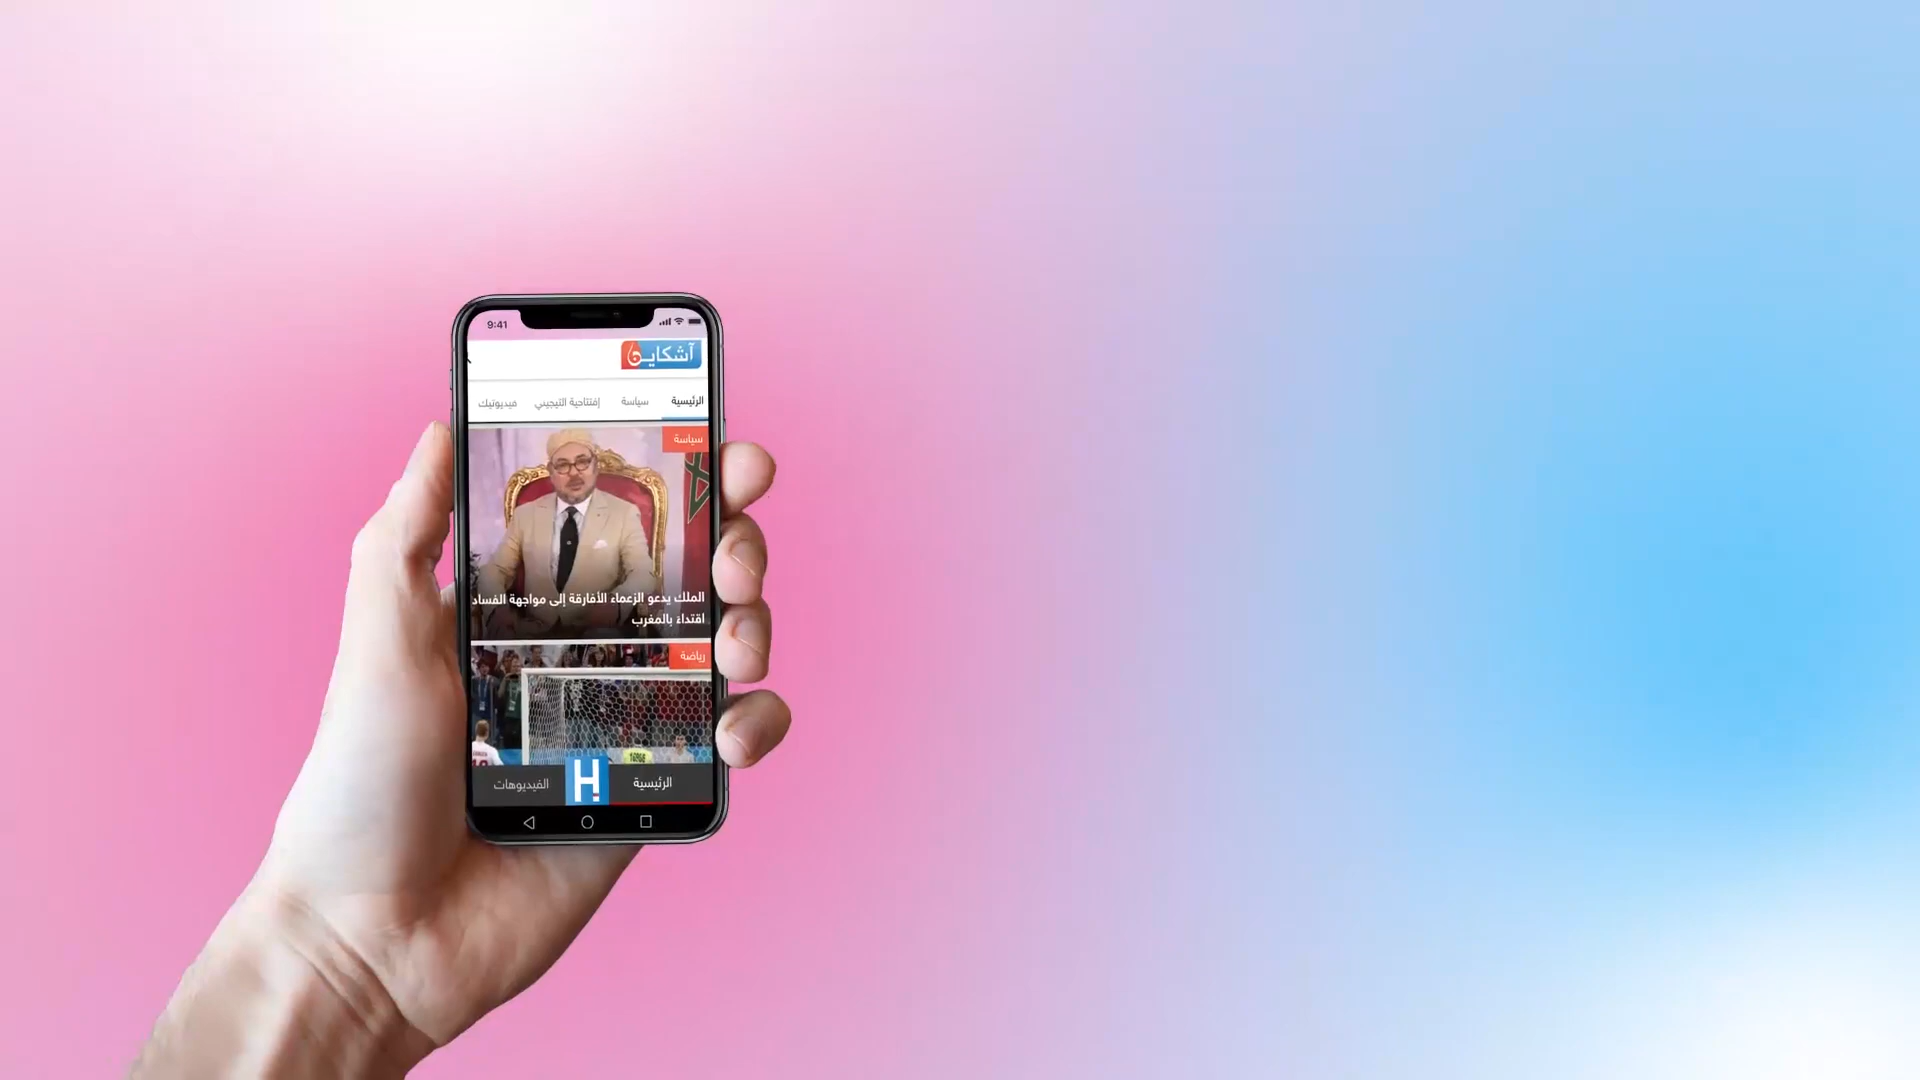 9:41
آشكاين
الرئيسية سياسة إفتتاحية التيجيني فيديوتيك
سياسة
الملك يدعو الزعماء الأفارقة إلى مواجهة الفساد
اقتداءً بالمغرب
رياضة
الرئيسية H الفيديوهات